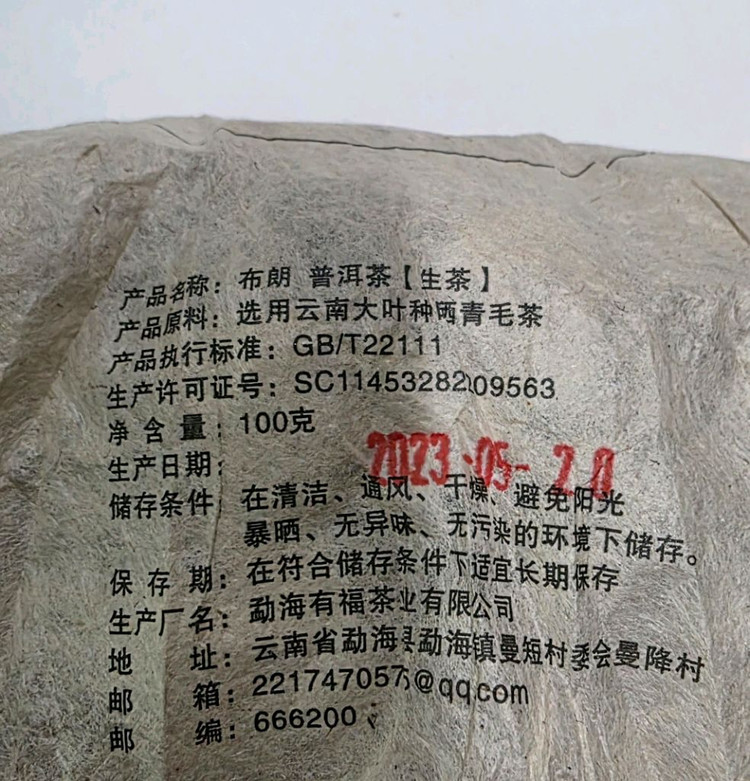 产品名称：布朗 普洱茶【生茶】
产品原料：选用云南大叶种晒青毛茶
产品执行标准：GB/T22111
生产许可证号：SC11453282209563
净含量：100克
生产日期：2023-05-20
储存条件：在清洁、通风、干燥、避免阳光
暴晒、无异味、无污染的环境下储存。
保存期：在符合储存条件下适宜长期保存
生产厂名：勐海有福茶业有限公司
地址：云南省勐海县勐海镇曼短村委会曼降村
邮箱：2217470575@qq.com
邮编：666200